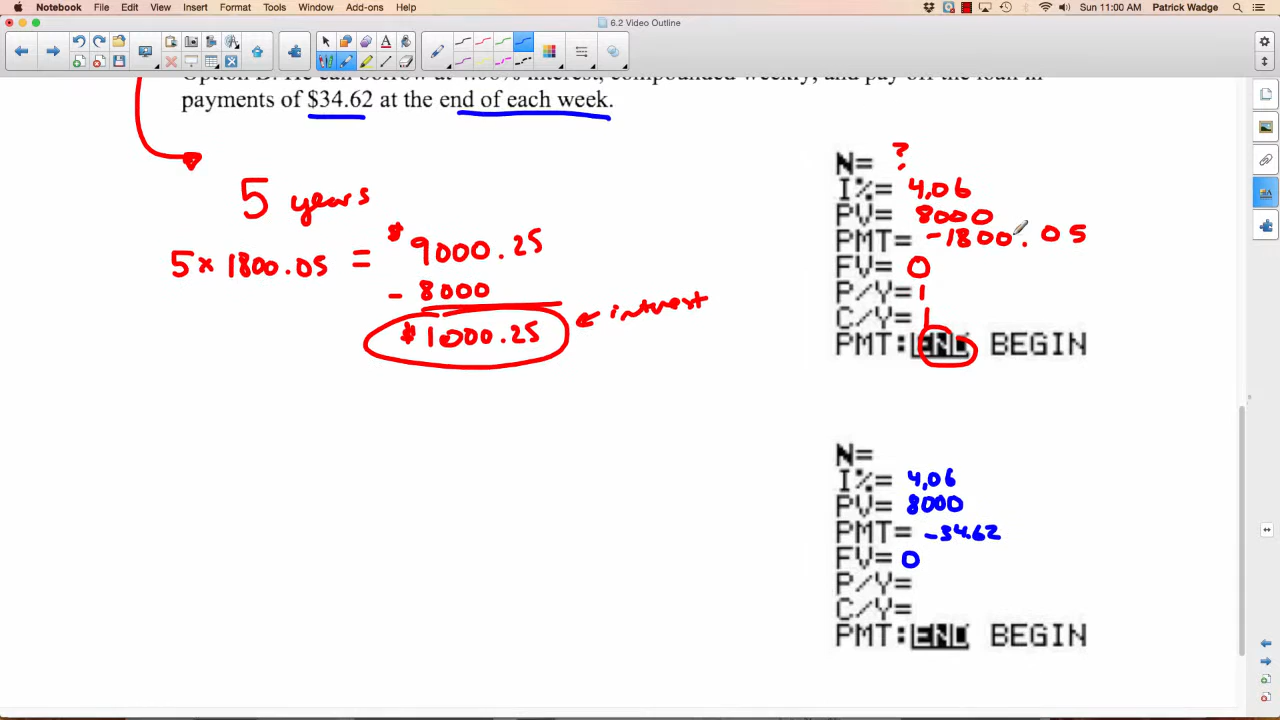 Notebook File Edit View Insert Format Tools Window Add-ons Help
Sun 11:00 AM Patrick Wadge
6.2 Video Outline
payments of $34.62 at the end of each week.
5 years
5 × 1800.05 = $9000.25
- 8000
$1000.25 ← interest
N= ?
I%= 4.06
PV= 8000
PMT= -1800.05
FV= 0
P/Y= 1
C/Y= 1
PMT:END BEGIN
N=
I%= 4.06
PV= 8000
PMT= -34.62
FV= 0
P/Y=
C/Y=
PMT:END BEGIN